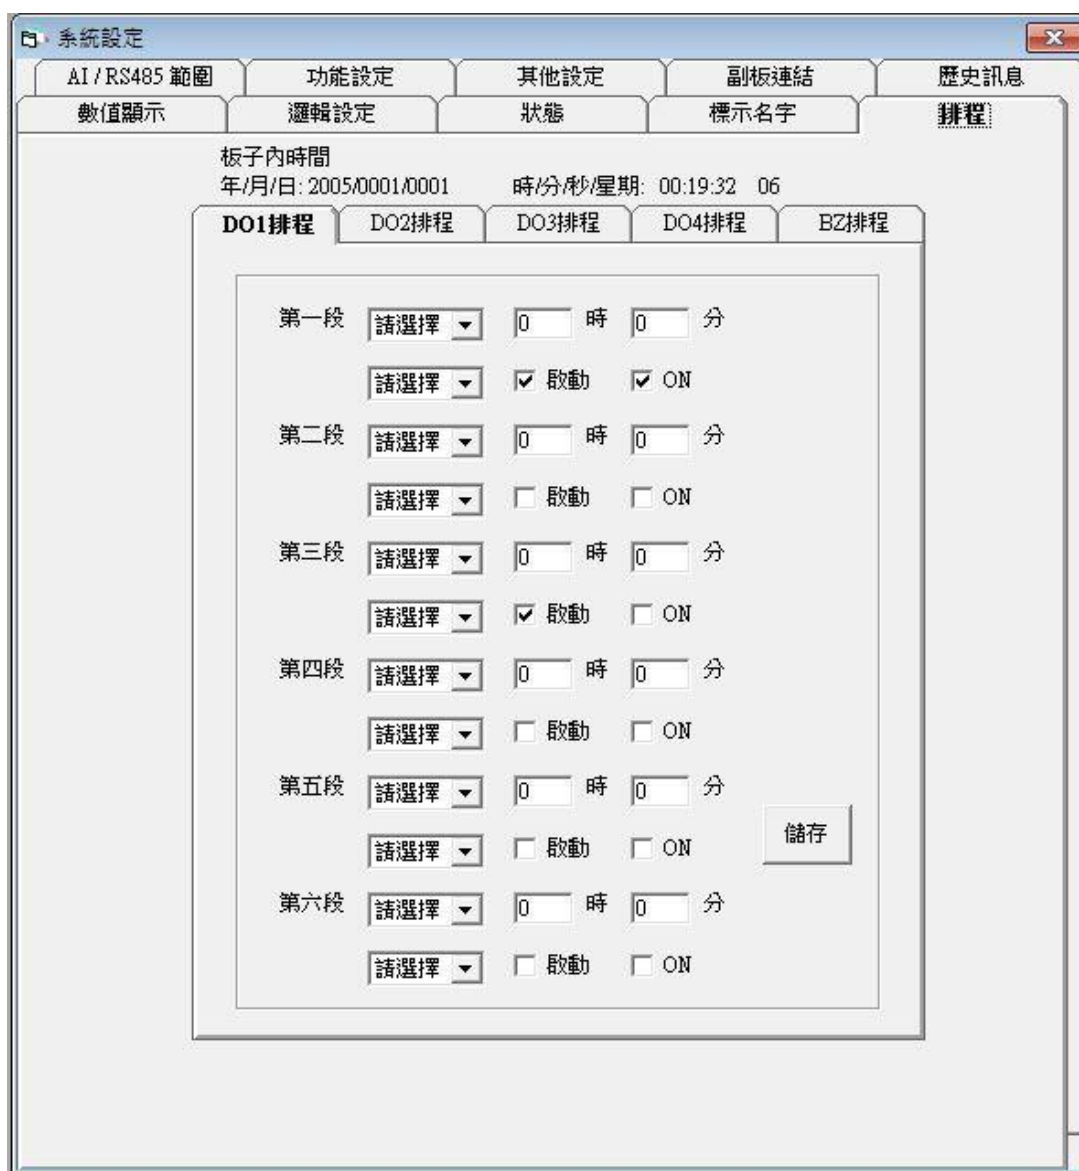 系統設定
AI / RS485 範圍 功能設定 其他設定 副板連結 歷史訊息
數值顯示 邏輯設定 狀態 標示名字 排程
板子內時間
年/月/日: 2005/0001/0001 時/分/秒/星期: 00:19:32 06
DO1排程 DO2排程 DO3排程 DO4排程 BZ排程
第一段 請選擇 0 時 0 分
請選擇 啟動 ON
第二段 請選擇 0 時 0 分
請選擇 啟動 ON
第三段 請選擇 0 時 0 分
請選擇 啟動 ON
第四段 請選擇 0 時 0 分
請選擇 啟動 ON
第五段 請選擇 0 時 0 分
儲存
請選擇 啟動 ON
第六段 請選擇 0 時 0 分
請選擇 啟動 ON